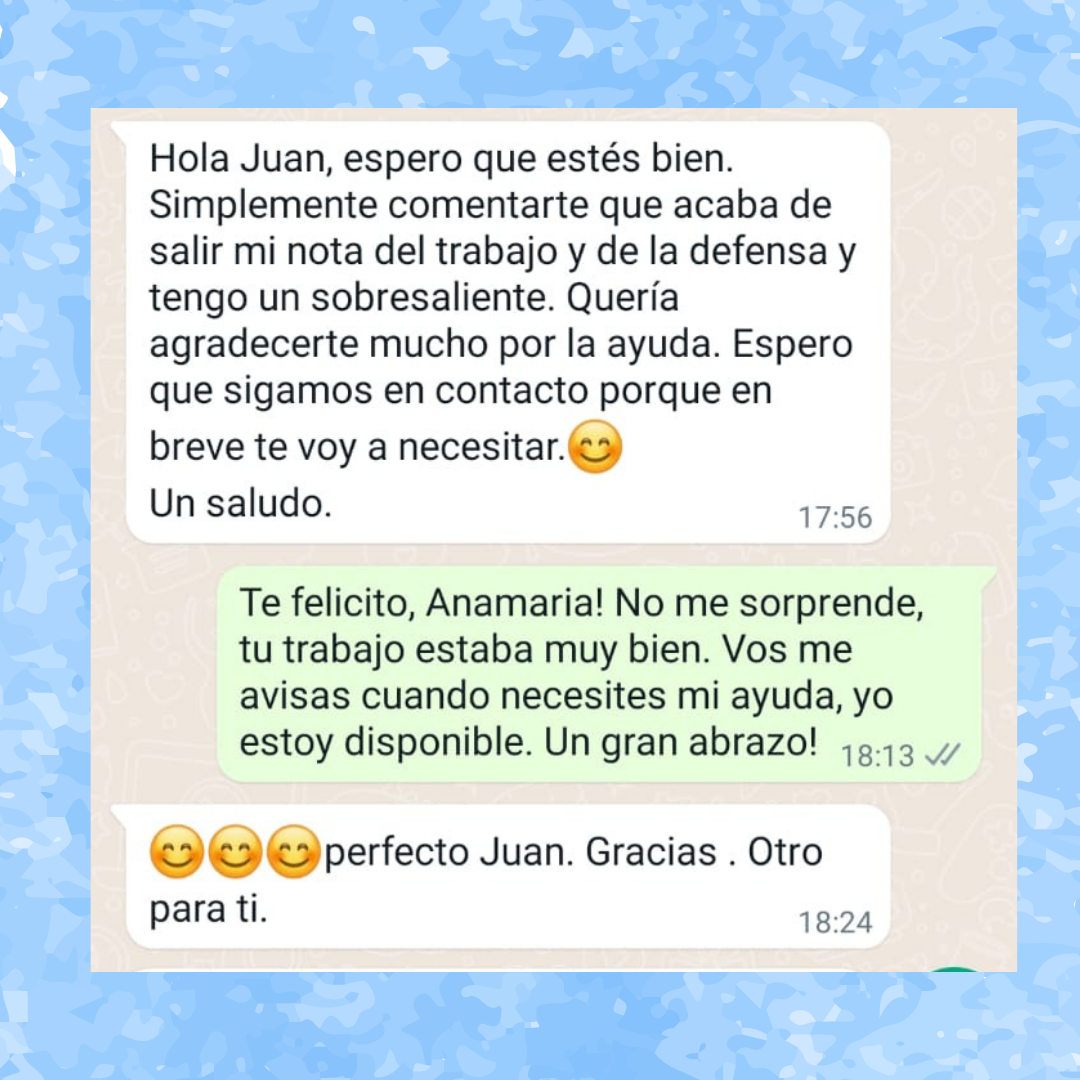 Hola Juan, espero que estés bien.
Simplemente comentarte que acaba de
salir mi nota del trabajo y de la defensa y
tengo un sobresaliente. Quería
agradecerte mucho por la ayuda. Espero
que sigamos en contacto porque en
breve te voy a necesitar.😊
Un saludo.
17:56
Te felicito, Anamaria! No me sorprende,
tu trabajo estaba muy bien. Vos me
avisas cuando necesites mi ayuda, yo
estoy disponible. Un gran abrazo!
18:13
😊😊😊perfecto Juan. Gracias . Otro
para ti.
18:24